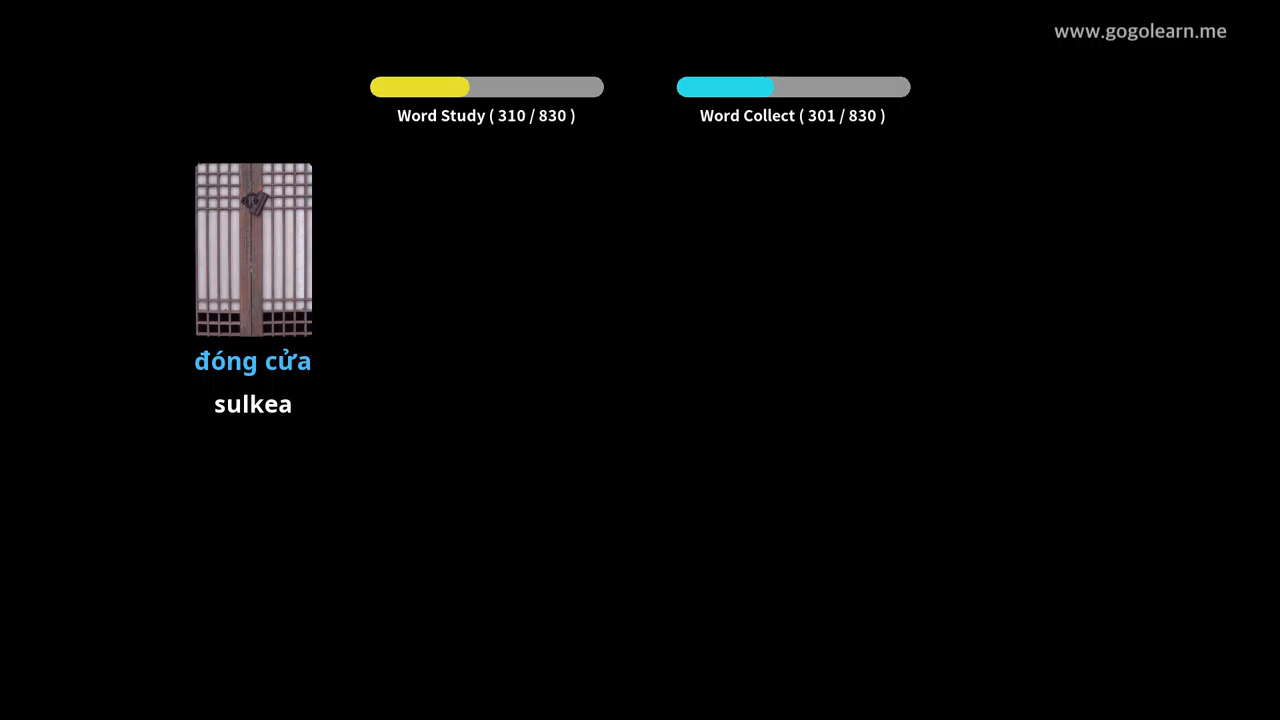 www.gogolearn.me
Word Study ( 310 / 830 )
Word Collect ( 301 / 830 )
đóng cửa
sulkea